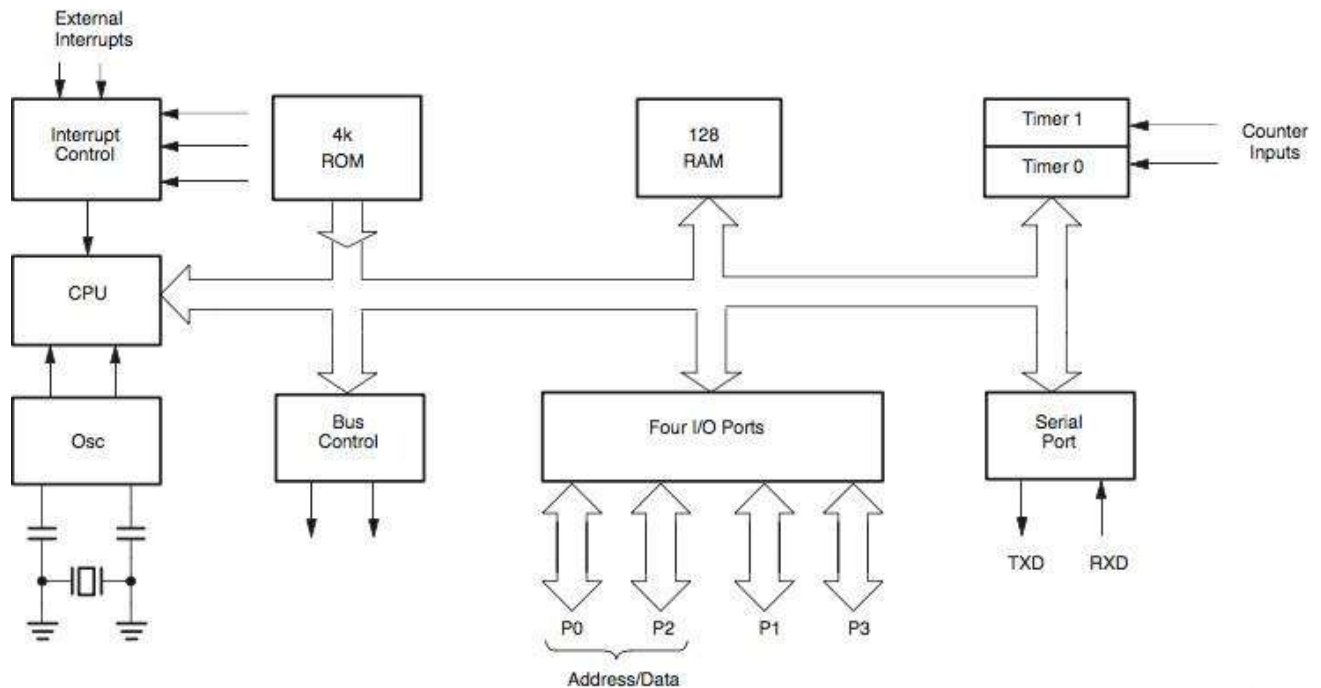 External
Interrupts
Interrupt
Control
4k
ROM
128
RAM
Timer 1
Timer 0
Counter
Inputs
CPU
Osc
Bus
Control
Four I/O Ports
Serial
Port
TXD
RXD
P0
P2
P1
P3
Address/Data